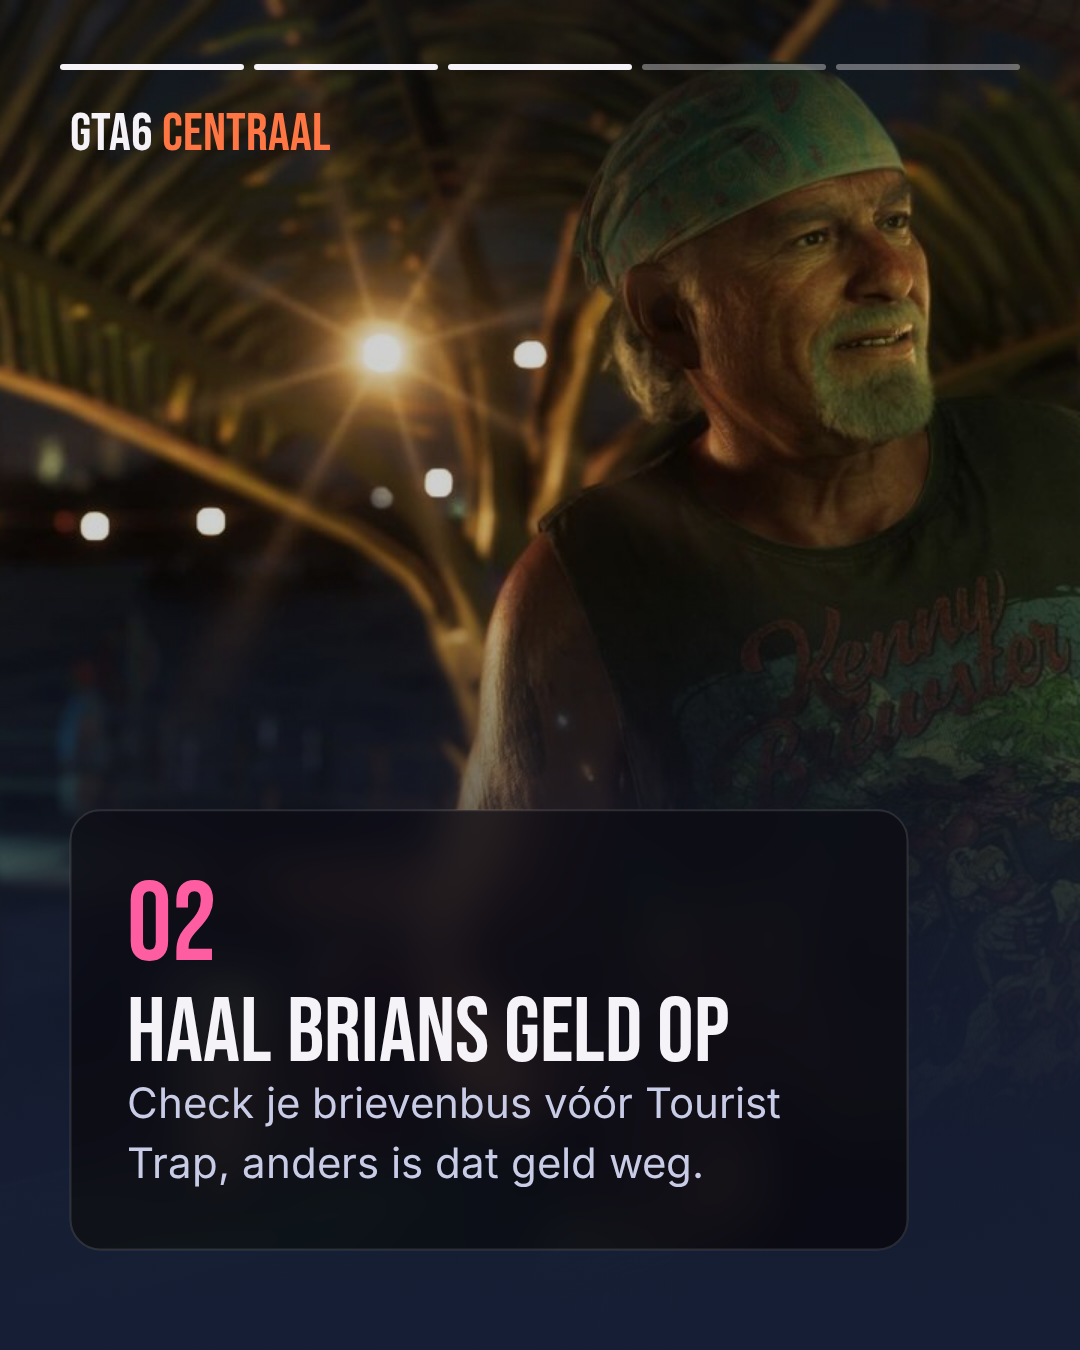 GTA6 CENTRAAL
Kenny
Brewster
02
HAAL BRIANS GELD OP
Check je brievenbus vóór Tourist
Trap, anders is dat geld weg.